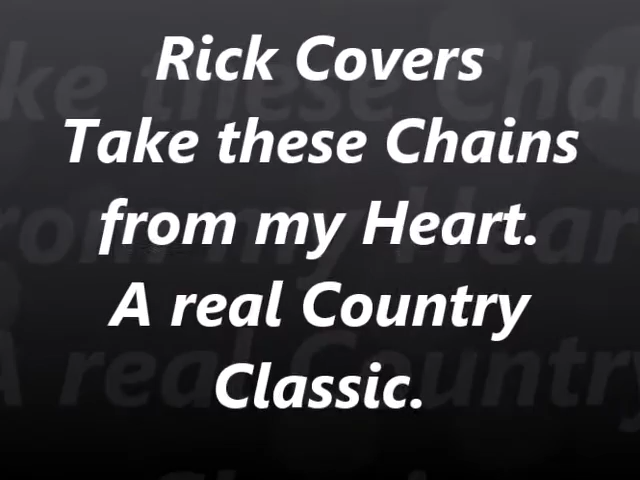 Rick Covers
Take these Chains
from my Heart.
A real Country
Classic.